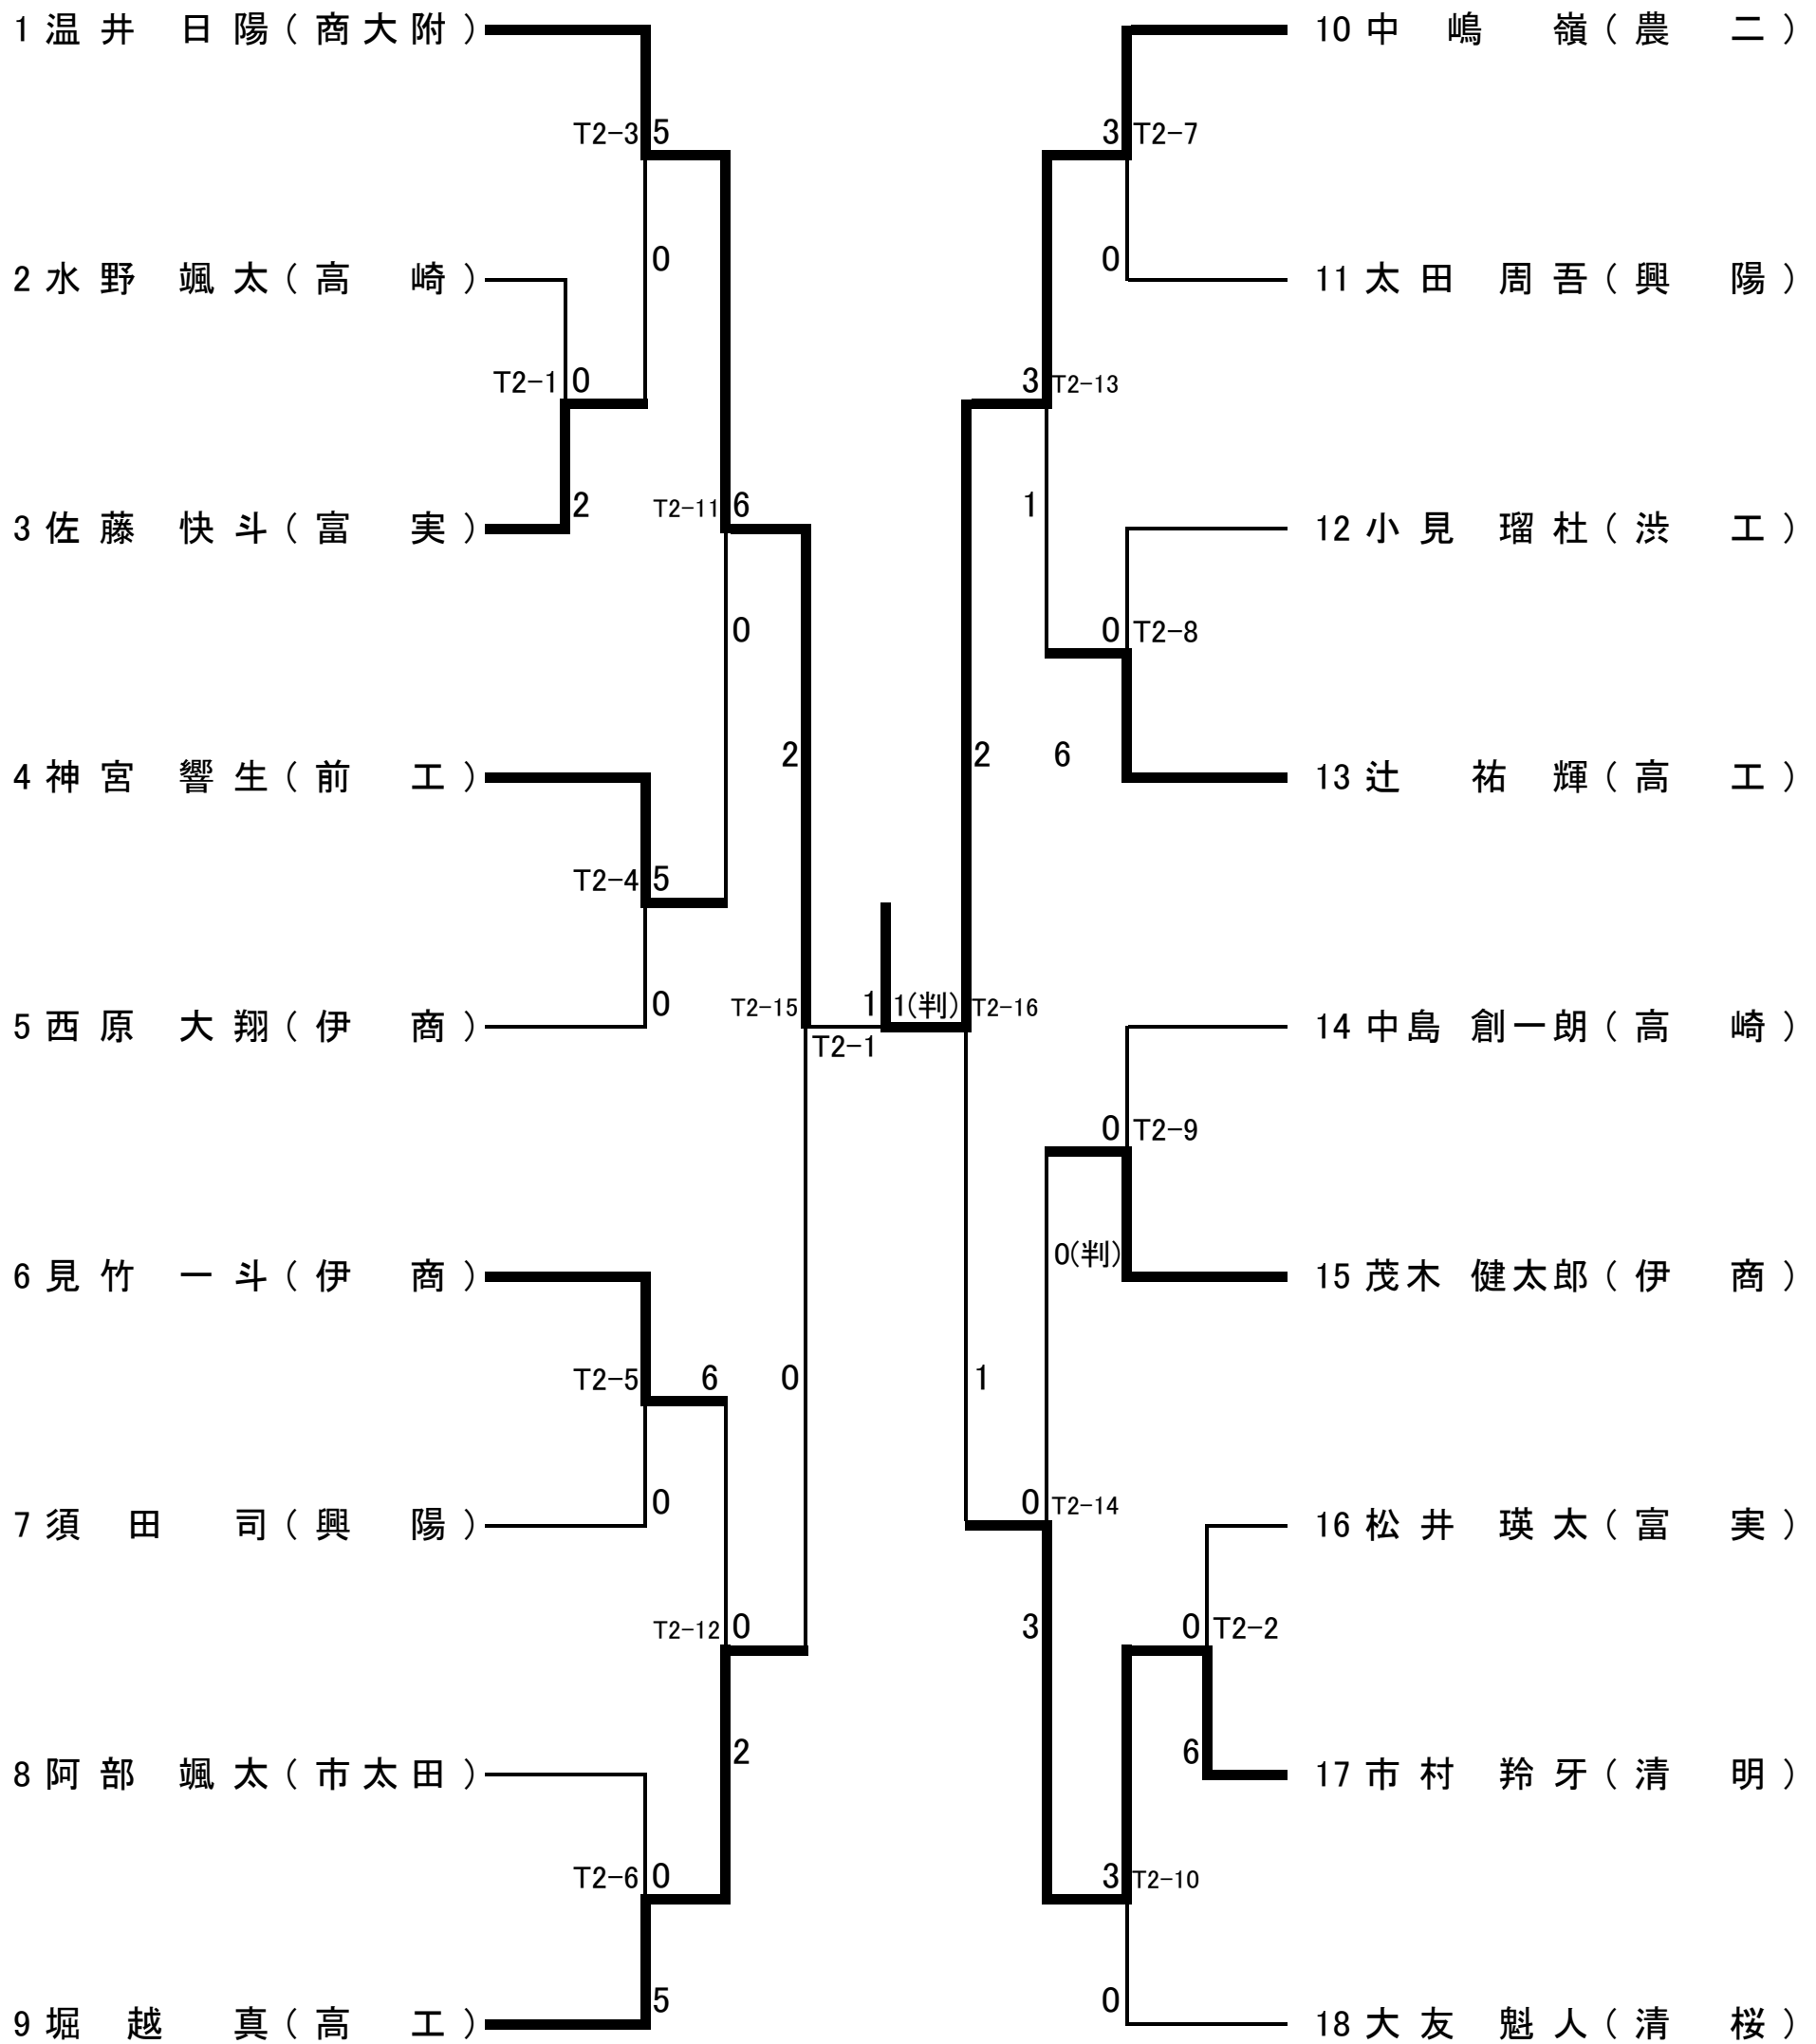 1 温井 日陽 (商大附)
10 中嶋 嶺 (農二)
T2-3 5
3 T2-7
0
0
2 水野 颯太 (高崎)
11 太田 周吾 (興陽)
T2-1 0
3 T2-13
2
T2-11 6
1
3 佐藤 快斗 (富実)
12 小見 瑠杜 (渋工)
0
0 T2-8
2
2
6
4 神宮 響生 (前工)
13 辻 祐輝 (高工)
T2-4 5
0
T2-15
1
1(判)
T2-16
5 西原 大翔 (伊商)
14 中島 創一朗 (高崎)
T2-1
0 T2-9
0(判)
6 見竹 一斗 (伊商)
15 茂木 健太郎 (伊商)
T2-5 6
0
1
0
0 T2-14
7 須田 司 (興陽)
16 松井 瑛太 (富実)
T2-12 0
3
0 T2-2
2
6
8 阿部 颯太 (市太田)
17 市村 羚牙 (清明)
T2-6 0
3 T2-10
5
0
9 堀越 真 (高工)
18 大友 魁人 (清桜)